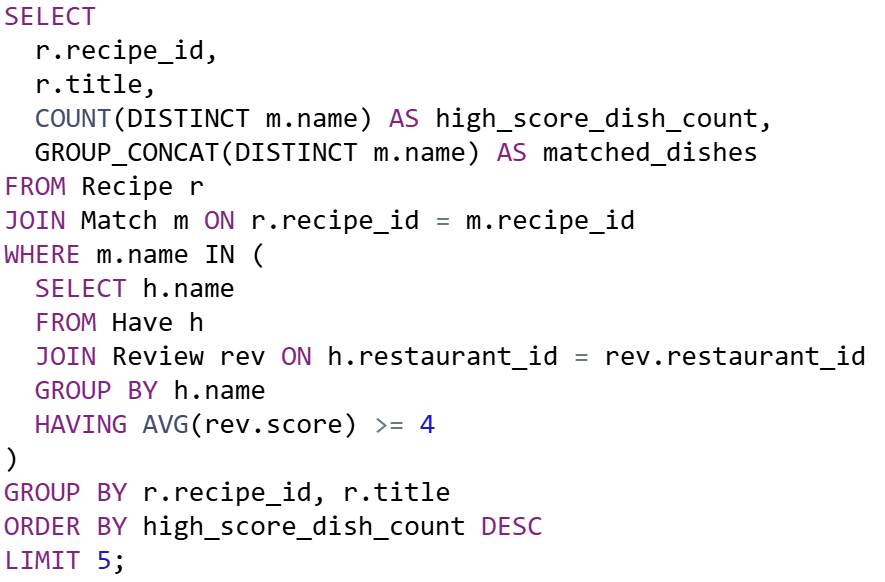 SELECT
  r.recipe_id,
  r.title,
  COUNT(DISTINCT m.name) AS high_score_dish_count,
  GROUP_CONCAT(DISTINCT m.name) AS matched_dishes
FROM Recipe r
JOIN Match m ON r.recipe_id = m.recipe_id
WHERE m.name IN (
  SELECT h.name
  FROM Have h
  JOIN Review rev ON h.restaurant_id = rev.restaurant_id
  GROUP BY h.name
  HAVING AVG(rev.score) >= 4
)
GROUP BY r.recipe_id, r.title
ORDER BY high_score_dish_count DESC
LIMIT 5;